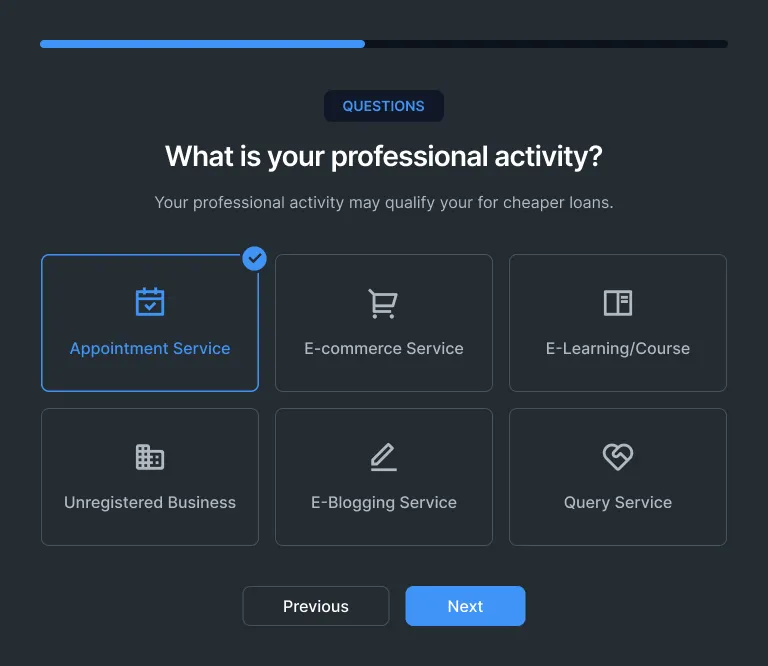 QUESTIONS
What is your professional activity?
Your professional activity may qualify your for cheaper loans.
Appointment Service
E-commerce Service
E-Learning/Course
Unregistered Business
E-Blogging Service
Query Service
Previous
Next